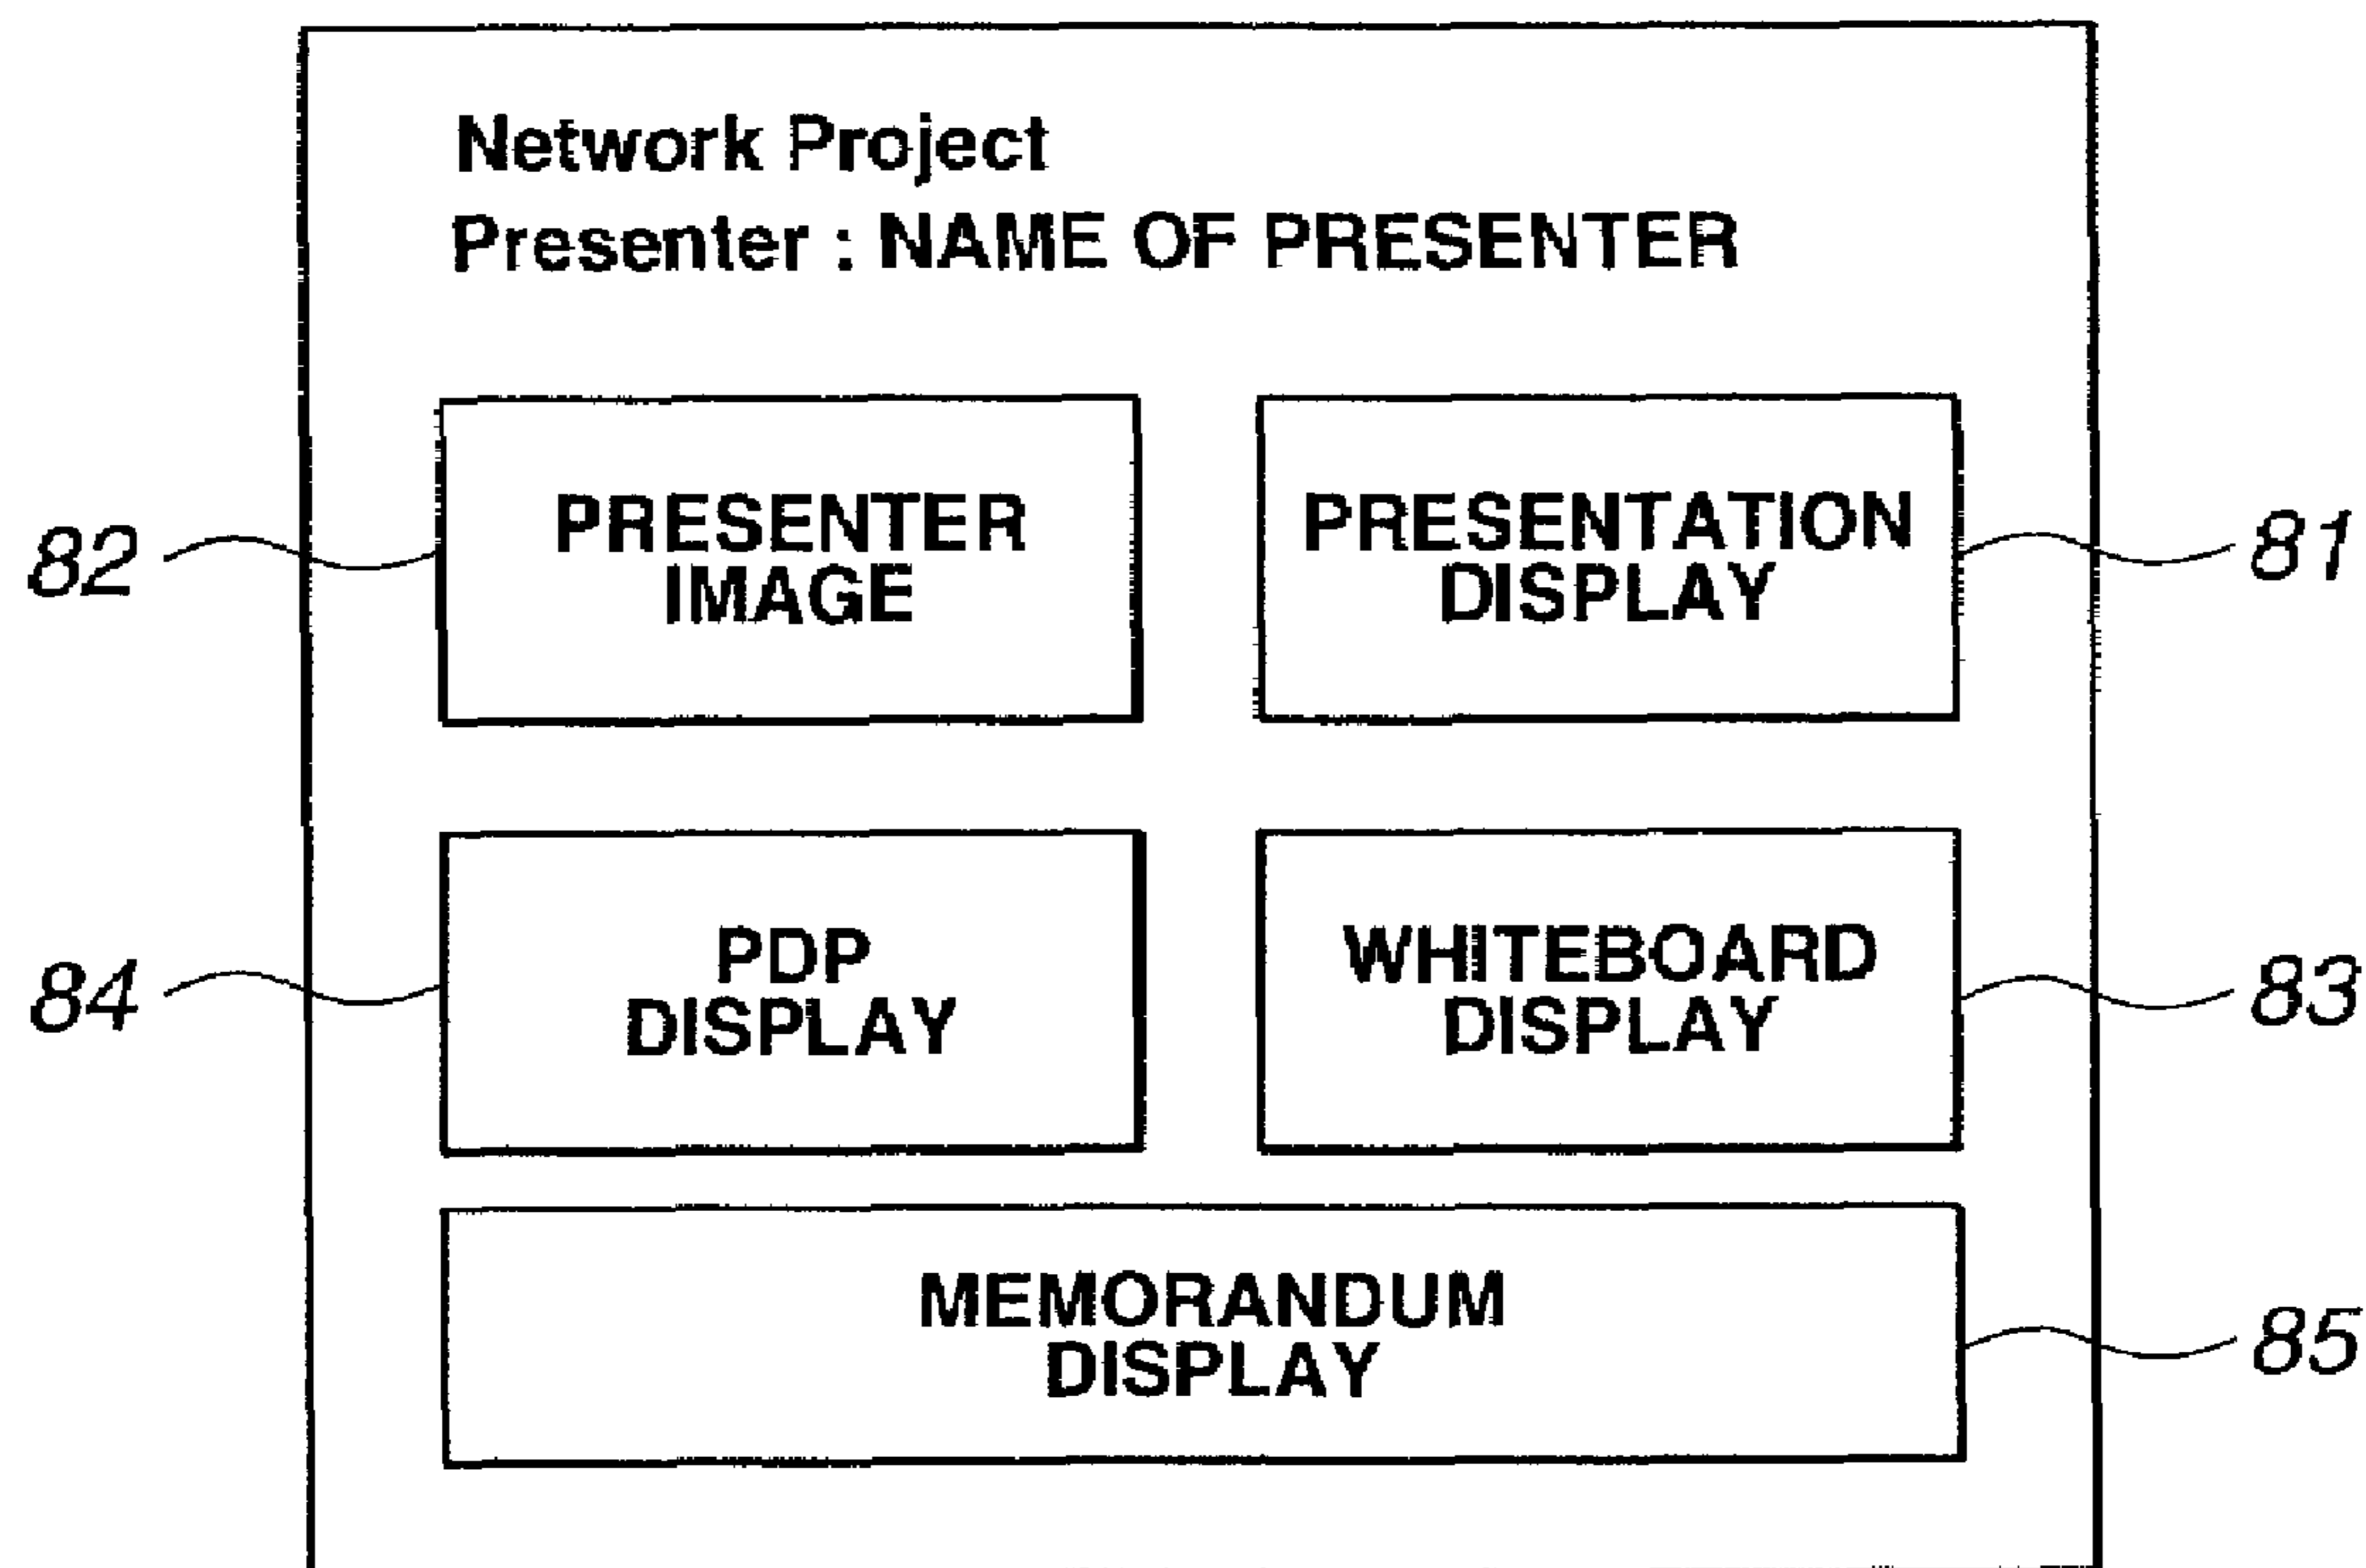 Network Project
Presenter : NAME OF PRESENTER
82
PRESENTER
IMAGE
PRESENTATION
DISPLAY
81
84
PDP
DISPLAY
WHITEBOARD
DISPLAY
83
MEMORANDUM
DISPLAY
85